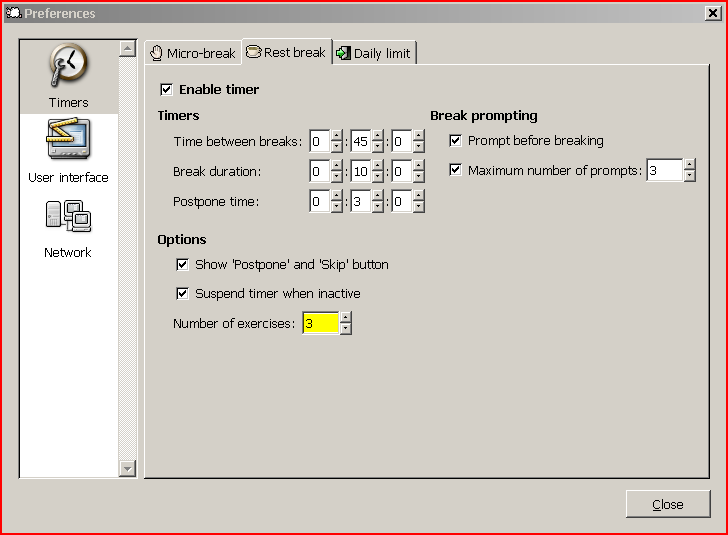 Preferences
Timers
User interface
Network
Micro-break Rest break Daily limit
Enable timer
Timers
Time between breaks: 0 : 45 : 0
Break duration: 0 : 10 : 0
Postpone time: 0 : 3 : 0
Break prompting
Prompt before breaking
Maximum number of prompts: 3
Options
Show 'Postpone' and 'Skip' button
Suspend timer when inactive
Number of exercises: 3
Close